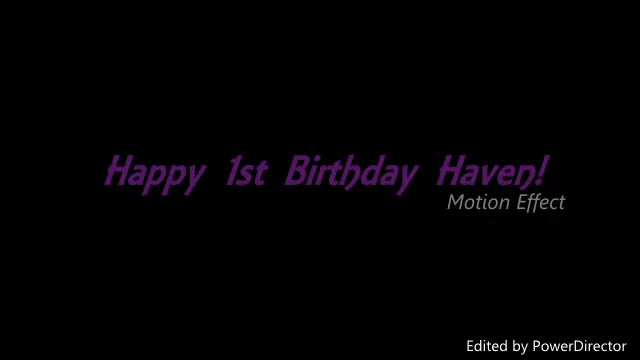 Happy 1st Birthday Haven!
Motion Effect
Edited by PowerDirector